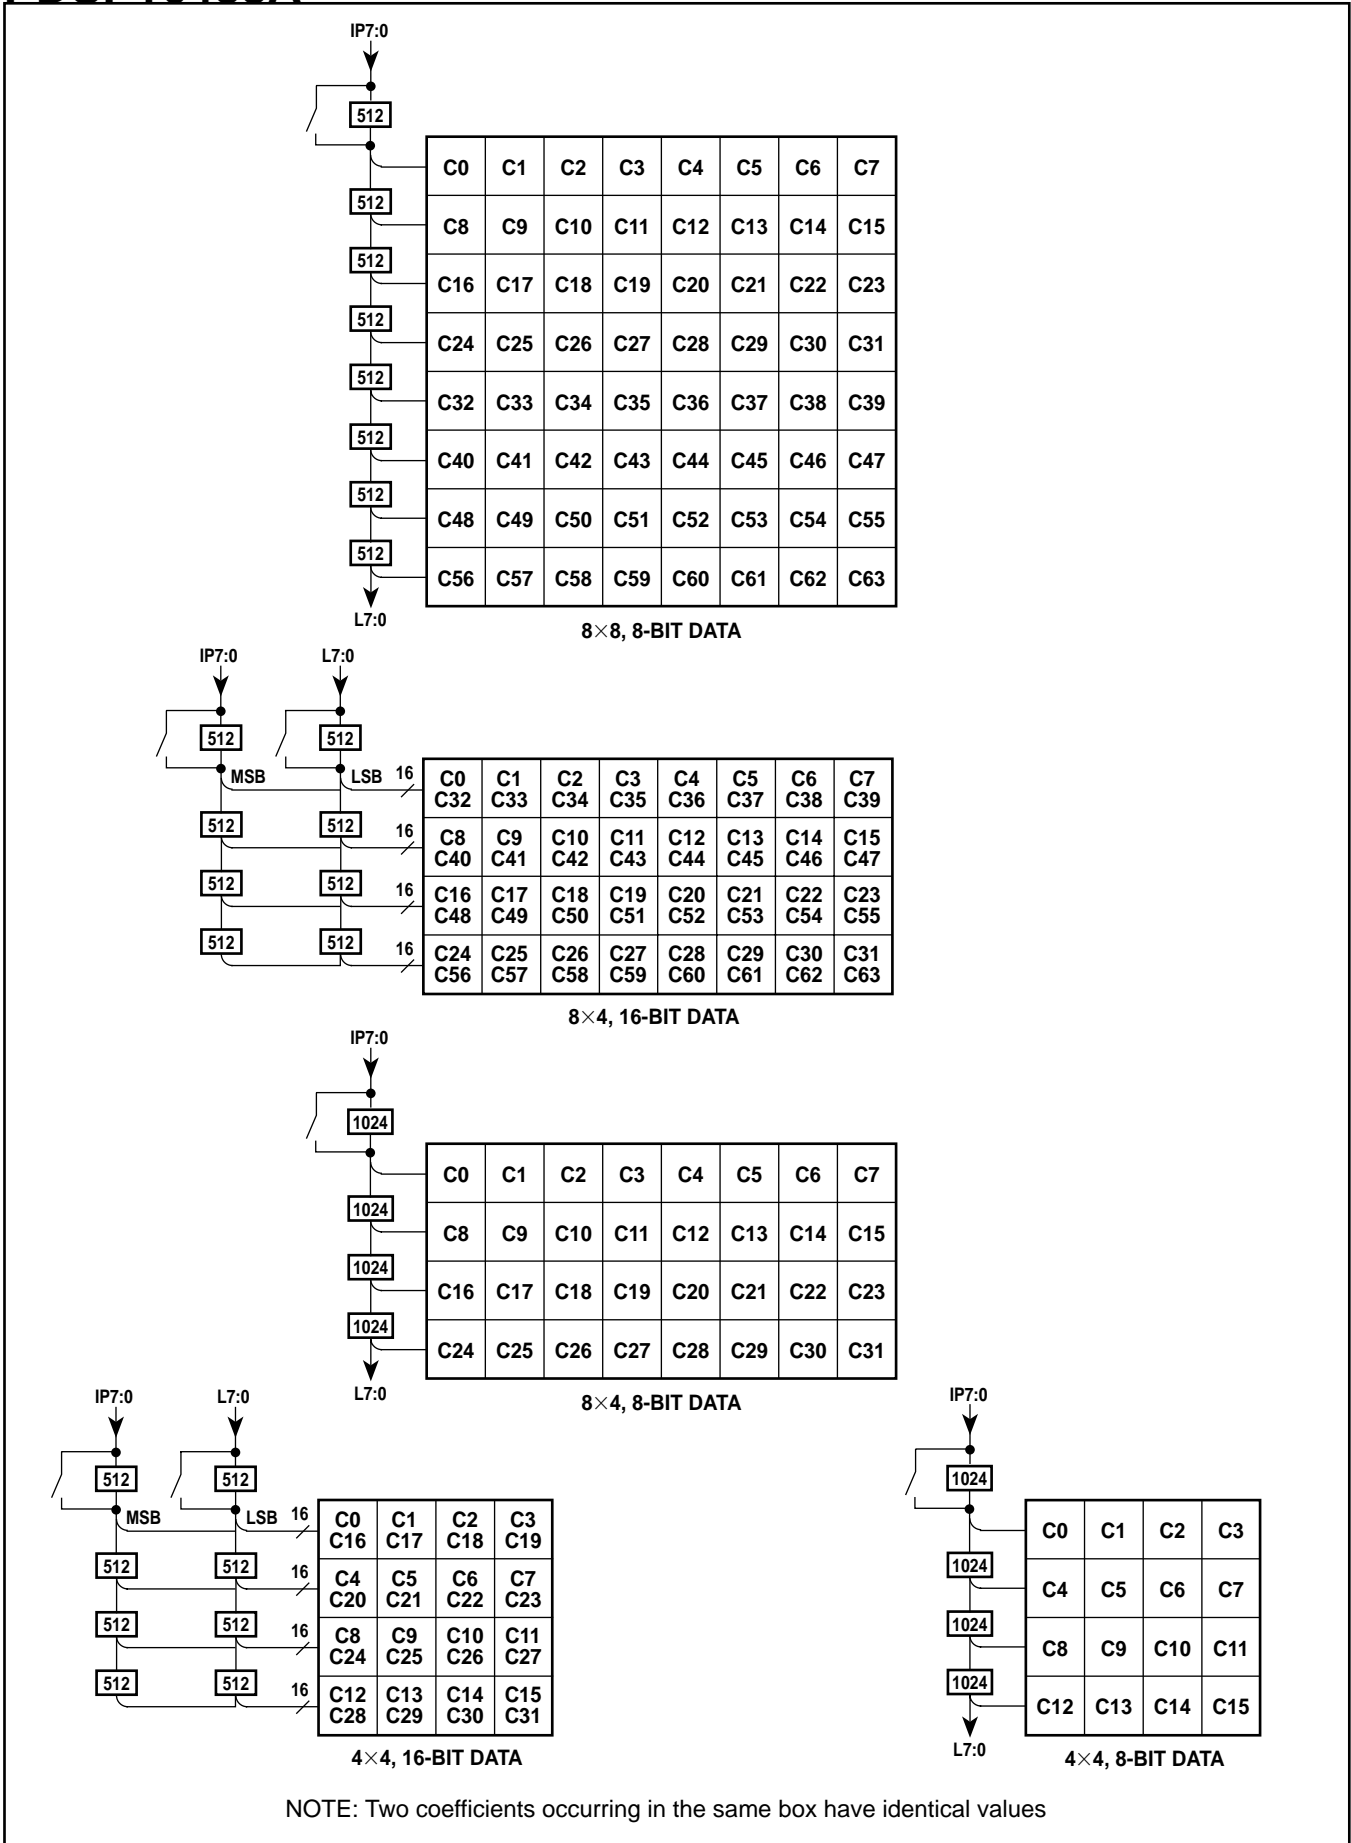 IP7:0
512
C0 C1 C2 C3 C4 C5 C6 C7
512
C8 C9 C10 C11 C12 C13 C14 C15
512
C16 C17 C18 C19 C20 C21 C22 C23
512
C24 C25 C26 C27 C28 C29 C30 C31
512
C32 C33 C34 C35 C36 C37 C38 C39
512
C40 C41 C42 C43 C44 C45 C46 C47
512
C48 C49 C50 C51 C52 C53 C54 C55
512
C56 C57 C58 C59 C60 C61 C62 C63
L7:0
8×8, 8-BIT DATA
IP7:0 L7:0
512 512
MSB LSB 16
C0 C1 C2 C3 C4 C5 C6 C7
C32 C33 C34 C35 C36 C37 C38 C39
512 512 16
C8 C9 C10 C11 C12 C13 C14 C15
C40 C41 C42 C43 C44 C45 C46 C47
512 512 16
C16 C17 C18 C19 C20 C21 C22 C23
C48 C49 C50 C51 C52 C53 C54 C55
512 512 16
C24 C25 C26 C27 C28 C29 C30 C31
C56 C57 C58 C59 C60 C61 C62 C63
8×4, 16-BIT DATA
IP7:0
1024
C0 C1 C2 C3 C4 C5 C6 C7
1024
C8 C9 C10 C11 C12 C13 C14 C15
1024
C16 C17 C18 C19 C20 C21 C22 C23
1024
C24 C25 C26 C27 C28 C29 C30 C31
L7:0
8×4, 8-BIT DATA
IP7:0 L7:0
512 512
MSB LSB 16
C0 C1 C2 C3
C16 C17 C18 C19
512 512 16
C4 C5 C6 C7
C20 C21 C22 C23
512 512 16
C8 C9 C10 C11
C24 C25 C26 C27
512 512 16
C12 C13 C14 C15
C28 C29 C30 C31
4×4, 16-BIT DATA
IP7:0
1024
C0 C1 C2 C3
1024
C4 C5 C6 C7
1024
C8 C9 C10 C11
1024
C12 C13 C14 C15
L7:0
4×4, 8-BIT DATA
NOTE: Two coefficients occurring in the same box have identical values